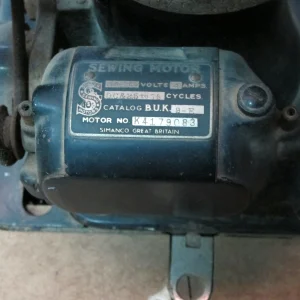 SEWING MOTOR
VOLTS AMPS
CYCLES
CATALOG B.U.K.
MOTOR NO K4179083
SIMANCO GREAT BRITAIN